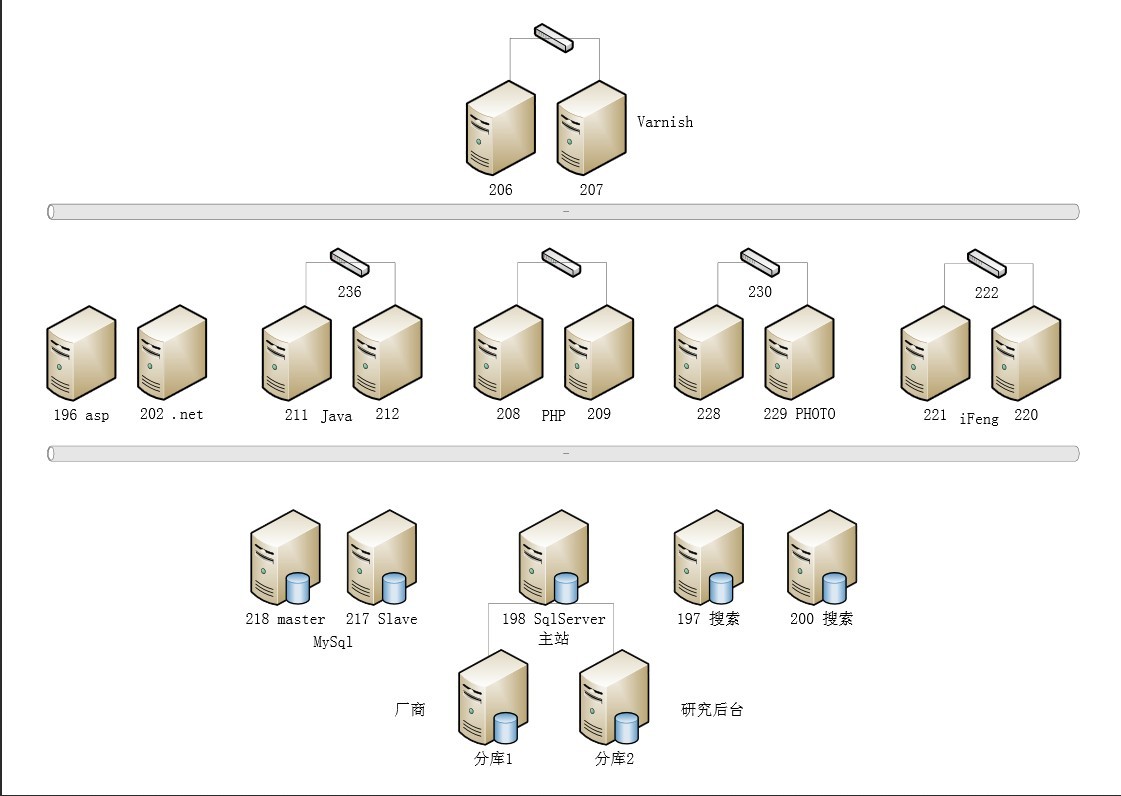 Varnish
206
207
236
230
222
196 asp
202 .net
211
Java
212
208
PHP
209
228
229 PHOTO
221
iFeng
220
218 master
217 Slave
MySql
198 SqlServer
主站
197 搜索
200 搜索
厂商
研究后台
分库1
分库2